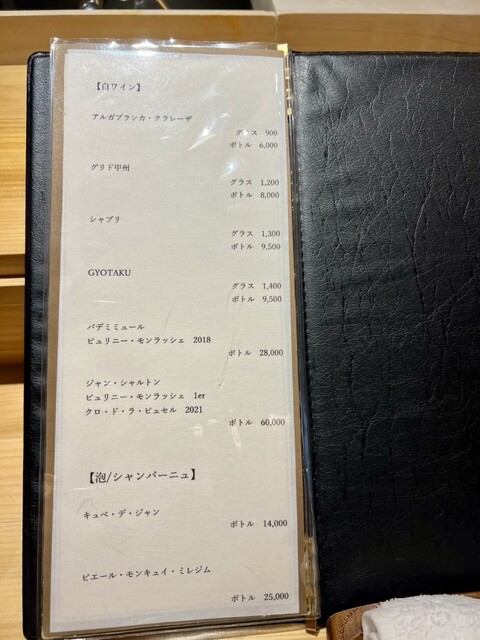 【白ワイン】
アルガブランカ・クラレーザ
グラス 900
ボトル 6,000
グリド甲州
グラス 1,200
ボトル 8,000
シャブリ
グラス 1,300
ボトル 9,500
GYOTAKU
グラス 1,400
ボトル 9,500
バデミミュール
ピュリニー・モンラッシェ 2018
ボトル 28,000
ジャン・シャルトン
ピュリニー・モンラッシェ 1er
クロ・ド・ラ・ピュセル 2021
ボトル 60,000
【泡/シャンパーニュ】
キュベ・デ・ジャン
ボトル 14,000
ピエール・モンキュイ・ミレジム
ボトル 25,000